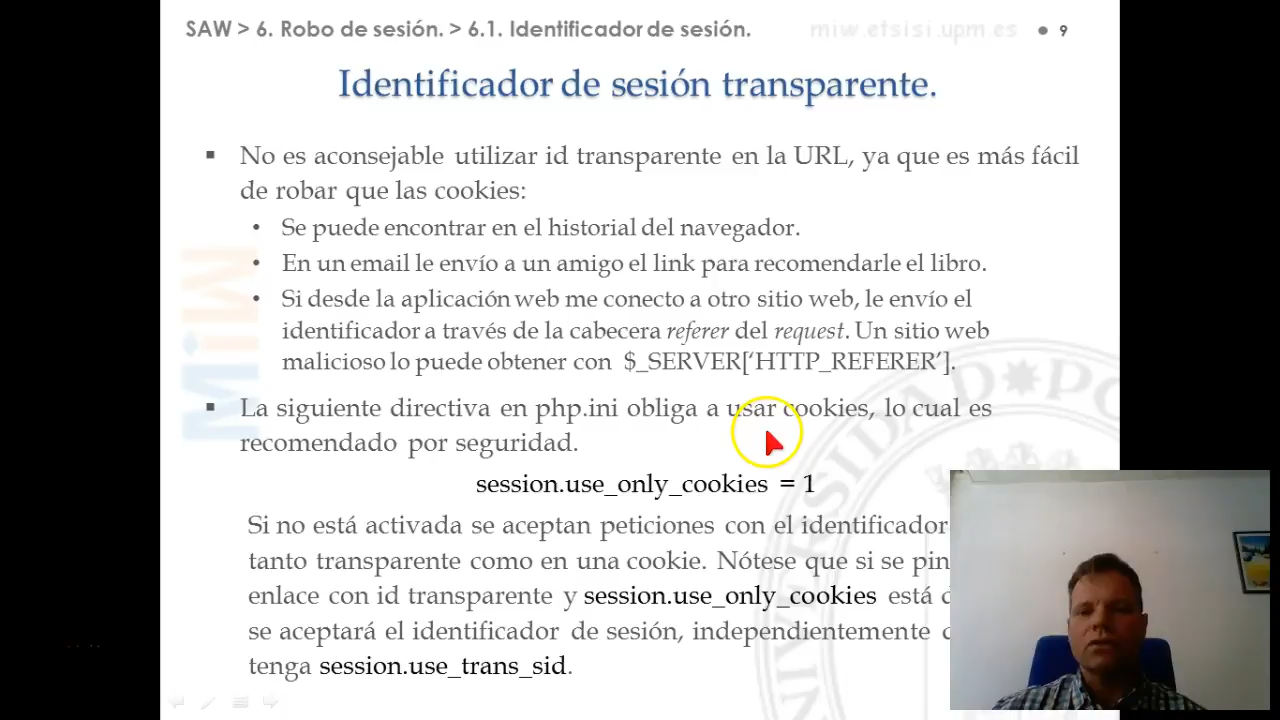 SAW > 6. Robo de sesión. > 6.1. Identificador de sesión. miw.etsisi.upm.es 9
Identificador de sesión transparente.
No es aconsejable utilizar id transparente en la URL, ya que es más fácil
de robar que las cookies:
Se puede encontrar en el historial del navegador.
En un email le envío a un amigo el link para recomendarle el libro.
Si desde la aplicación web me conecto a otro sitio web, le envío el
identificador a través de la cabecera referer del request. Un sitio web
malicioso lo puede obtener con $_SERVER[‘HTTP_REFERER’].
La siguiente directiva en php.ini obliga a usar cookies, lo cual es
recomendado por seguridad.
session.use_only_cookies = 1
Si no está activada se aceptan peticiones con el identificador
tanto transparente como en una cookie. Nótese que si se pin
enlace con id transparente y session.use_only_cookies está
se aceptará el identificador de sesión, independientemente
tenga session.use_trans_sid.